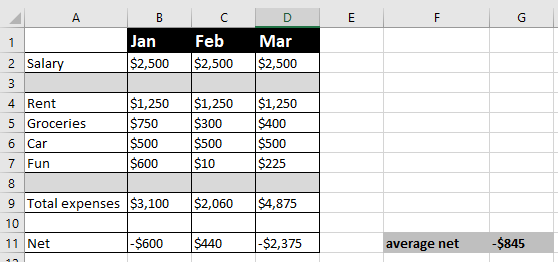 A B C D E F G
1 Jan Feb Mar
2 Salary $2,500 $2,500 $2,500
3
4 Rent $1,250 $1,250 $1,250
5 Groceries $750 $300 $400
6 Car $500 $500 $500
7 Fun $600 $10 $225
8
9 Total expenses $3,100 $2,060 $4,875
10
11 Net -$600 $440 -$2,375 average net -$845